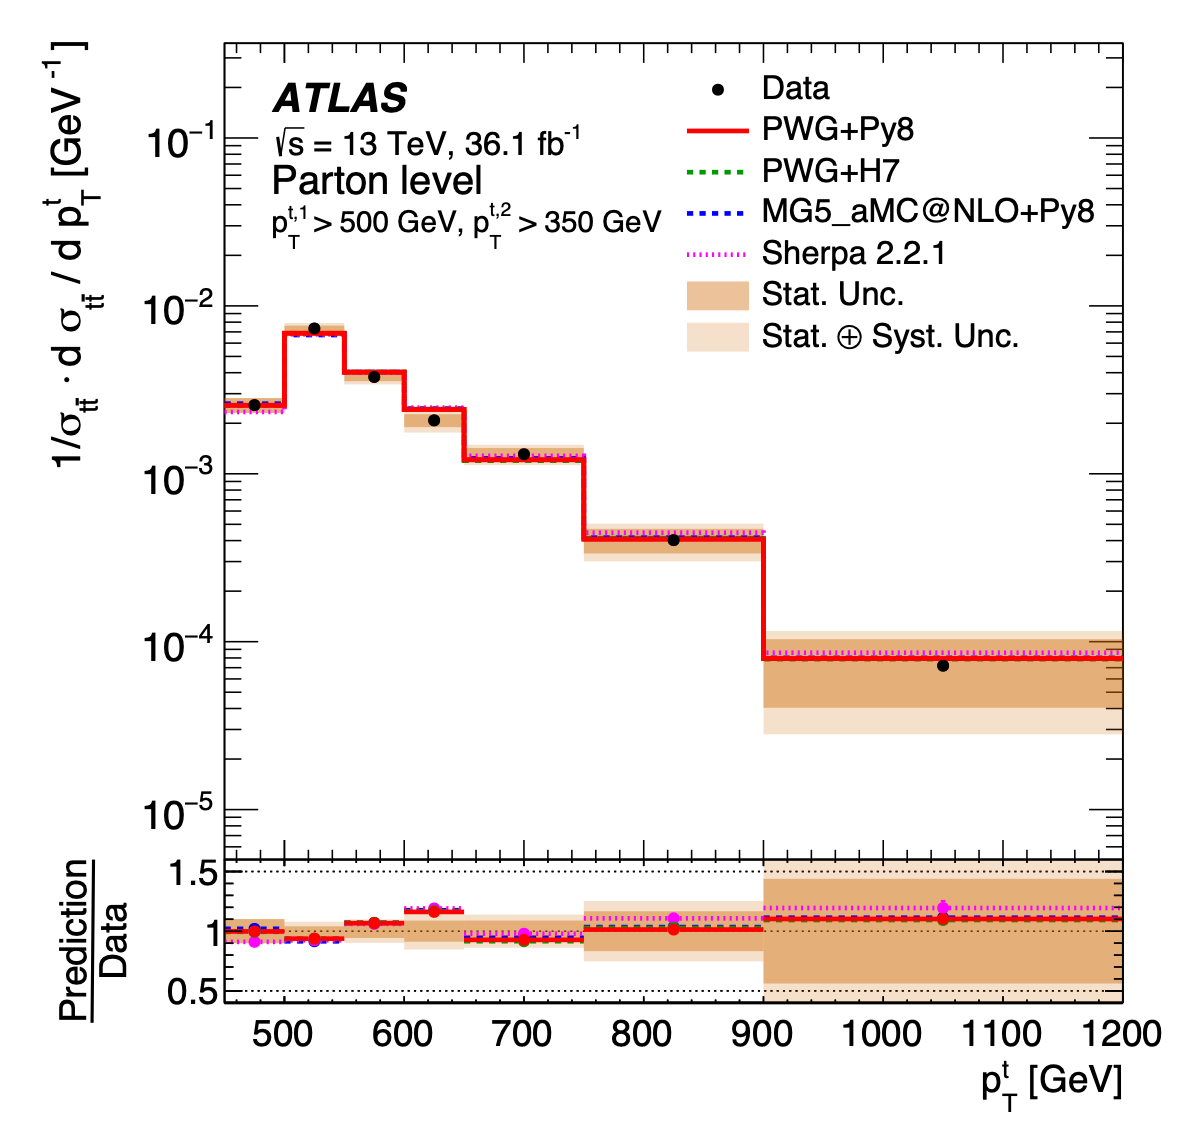 ATLAS
√s = 13 TeV, 36.1 fb⁻¹
Parton level
p_T^{t,1} > 500 GeV, p_T^{t,2} > 350 GeV
Data
PWG+Py8
PWG+H7
MG5_aMC@NLO+Py8
Sherpa 2.2.1
Stat. Unc.
Stat. ⊕ Syst. Unc.
1/σ_{tt̄} · d σ_{tt̄} / d p_T^t [GeV⁻¹]
10⁻¹
10⁻²
10⁻³
10⁻⁴
10⁻⁵
Prediction
Data
1.5
1
0.5
500 600 700 800 900 1000 1100 1200
p_T^t [GeV]